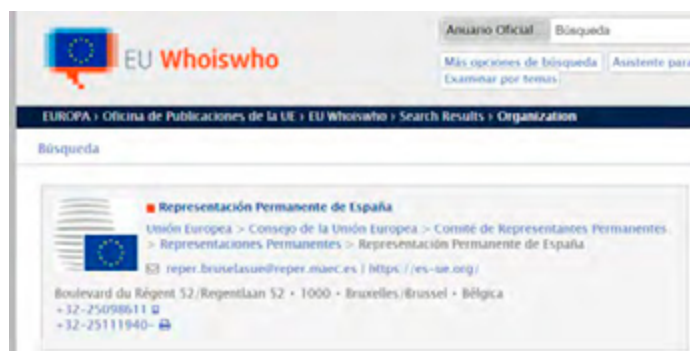 Anuario Oficial Búsqueda
EU Whoiswho
Más opciones de búsqueda Asistente para
Examinar por temas
EUROPA › Oficina de Publicaciones de la UE › EU Whoiswho › Search Results › Organization
Búsqueda
Representación Permanente de España
Unión Europea > Consejo de la Unión Europea > Comité de Representantes Permanentes
> Representaciones Permanentes > Representación Permanente de España
reper.bruselasue@reper.maec.es | https://es-ue.org/
Boulevard du Régent 52/Regentlaan 52 • 1000 • Bruxelles/Brussel • Bélgica
+32-25098611
+32-25111940-